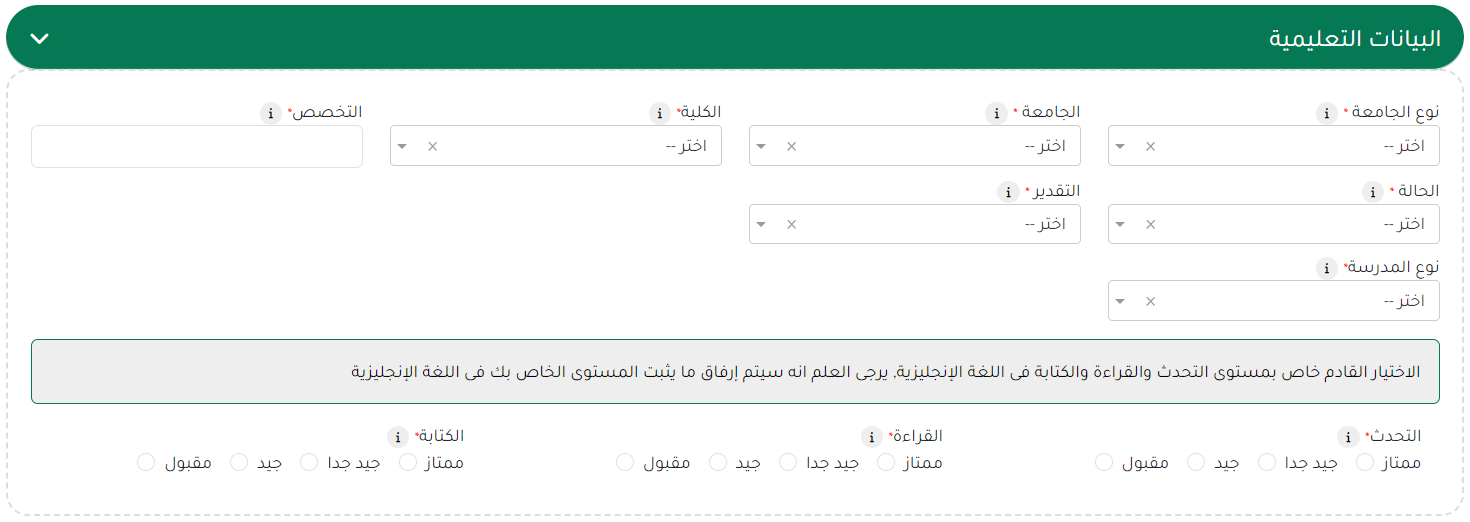 البيانات التعليمية
نوع الجامعة * i الجامعة * i الكلية* i التخصص* i
اختر -- × اختر -- × اختر -- ×
الحالة * i التقدير * i
اختر -- × اختر -- ×
نوع المدرسة* i
اختر -- ×
الاختيار القادم خاص بمستوى التحدث والقراءة والكتابة فى اللغة الإنجليزية, يرجى العلم انه سيتم إرفاق ما يثبت المستوى الخاص بك فى اللغة الإنجليزية
التحدث* i القراءة* i الكتابة* i
ممتاز جيد جدا جيد مقبول ممتاز جيد جدا جيد مقبول ممتاز جيد جدا جيد مقبول